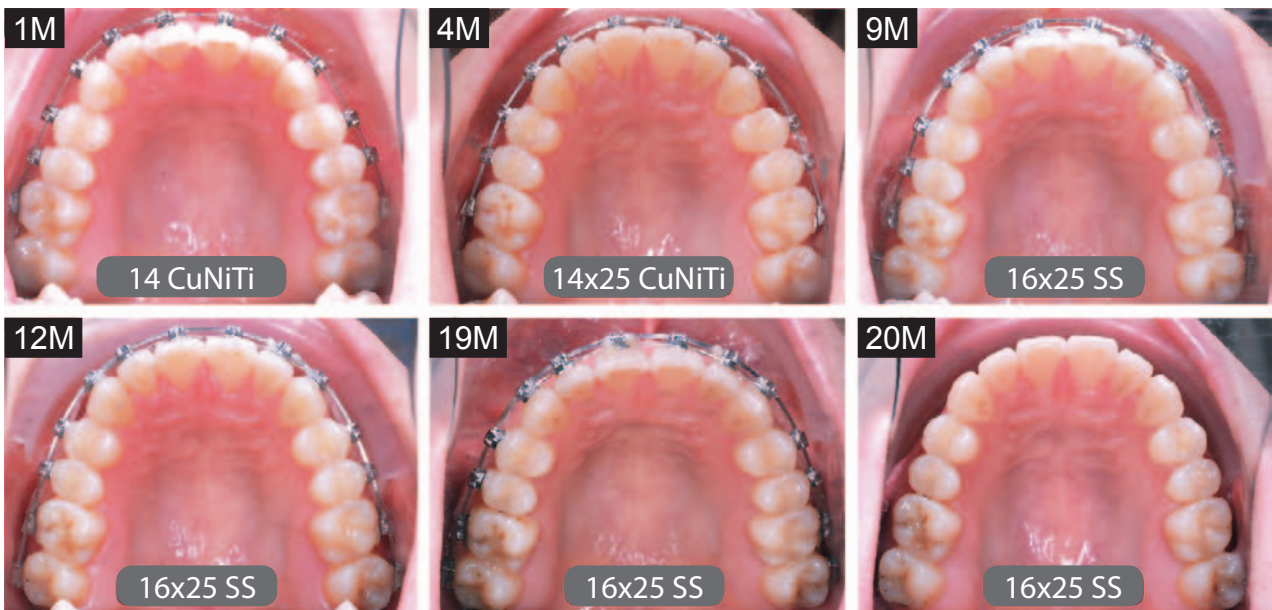 1M
4M
9M
14 CuNiTi
14x25 CuNiTi
16x25 SS
12M
19M
20M
16x25 SS
16x25 SS
16x25 SS